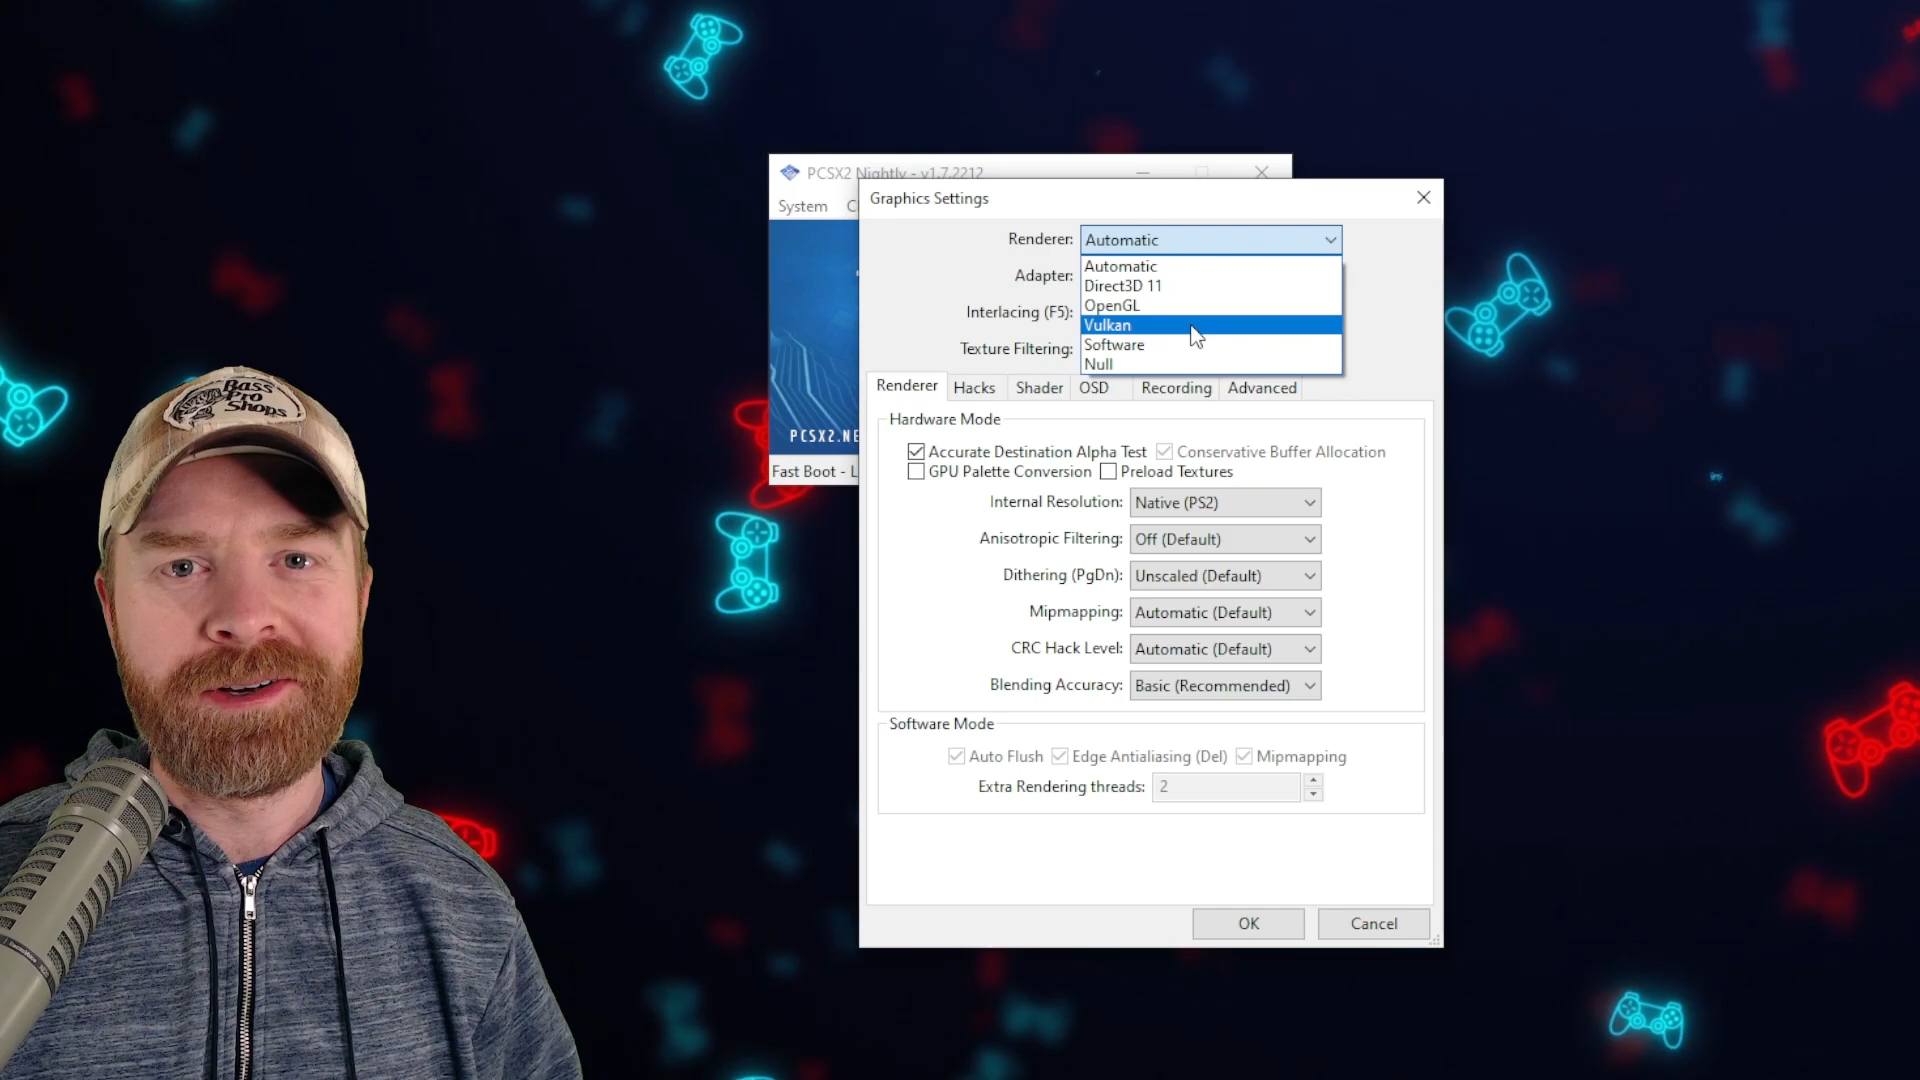 PCSX2 Nightly - v1.7.2212
System
Graphics Settings
Renderer: Automatic
Automatic
Adapter:
Direct3D 11
OpenGL
Interlacing (F5):
Vulkan
Software
Texture Filtering:
Null
Renderer Hacks Shader OSD Recording Advanced
Hardware Mode
PCSX2.NE
Accurate Destination Alpha Test Conservative Buffer Allocation
Fast Boot - L
GPU Palette Conversion Preload Textures
Internal Resolution: Native (PS2)
Anisotropic Filtering: Off (Default)
Dithering (PgDn): Unscaled (Default)
Mipmapping: Automatic (Default)
CRC Hack Level: Automatic (Default)
Blending Accuracy: Basic (Recommended)
Software Mode
Auto Flush Edge Antialiasing (Del) Mipmapping
Extra Rendering threads: 2
OK Cancel
Bass
Pro
Shops